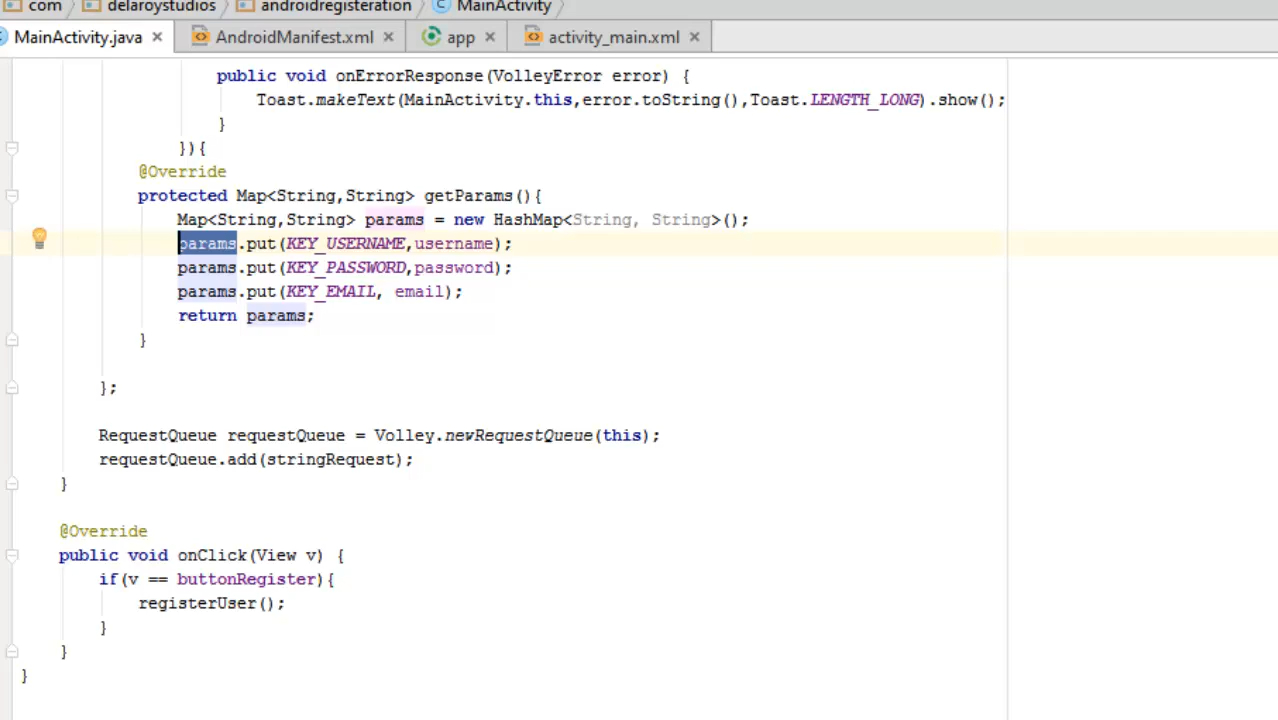 com delaroystudios androidregisteration MainActivity
MainActivity.java AndroidManifest.xml app activity_main.xml
public void onErrorResponse(VolleyError error) {
Toast.makeText(MainActivity.this,error.toString(),Toast.LENGTH_LONG).show();
}
}){
@Override
protected Map<String,String> getParams(){
Map<String,String> params = new HashMap<String, String>();
params.put(KEY_USERNAME,username);
params.put(KEY_PASSWORD,password);
params.put(KEY_EMAIL, email);
return params;
}
};
RequestQueue requestQueue = Volley.newRequestQueue(this);
requestQueue.add(stringRequest);
}
@Override
public void onClick(View v) {
if(v == buttonRegister){
registerUser();
}
}
}